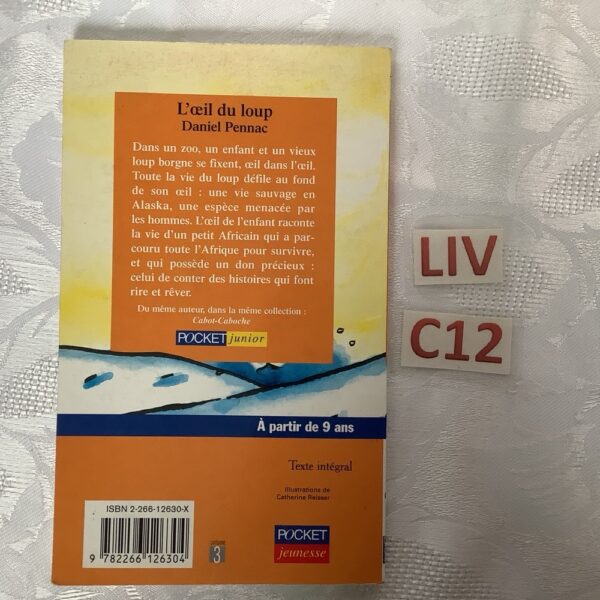 L'œil du loup
Daniel Pennac
Dans un zoo, un enfant et un vieux
loup borgne se fixent, œil dans l'œil.
Toute la vie du loup défile au fond
de son œil : une vie sauvage en
Alaska, une espèce menacée par
les hommes. L'œil de l'enfant raconte
la vie d'un petit Africain qui a par-
couru toute l'Afrique pour survivre,
et qui possède un don précieux :
celui de conter des histoires qui font
rire et rêver.
Du même auteur, dans la même collection :
Cabot-Caboche
POCKET junior
À partir de 9 ans
Texte intégral
Illustrations de
Catherine Reisser
ISBN 2-266-12630-X
9 782266 126304
3
POCKET
jeunesse
LIV
C12